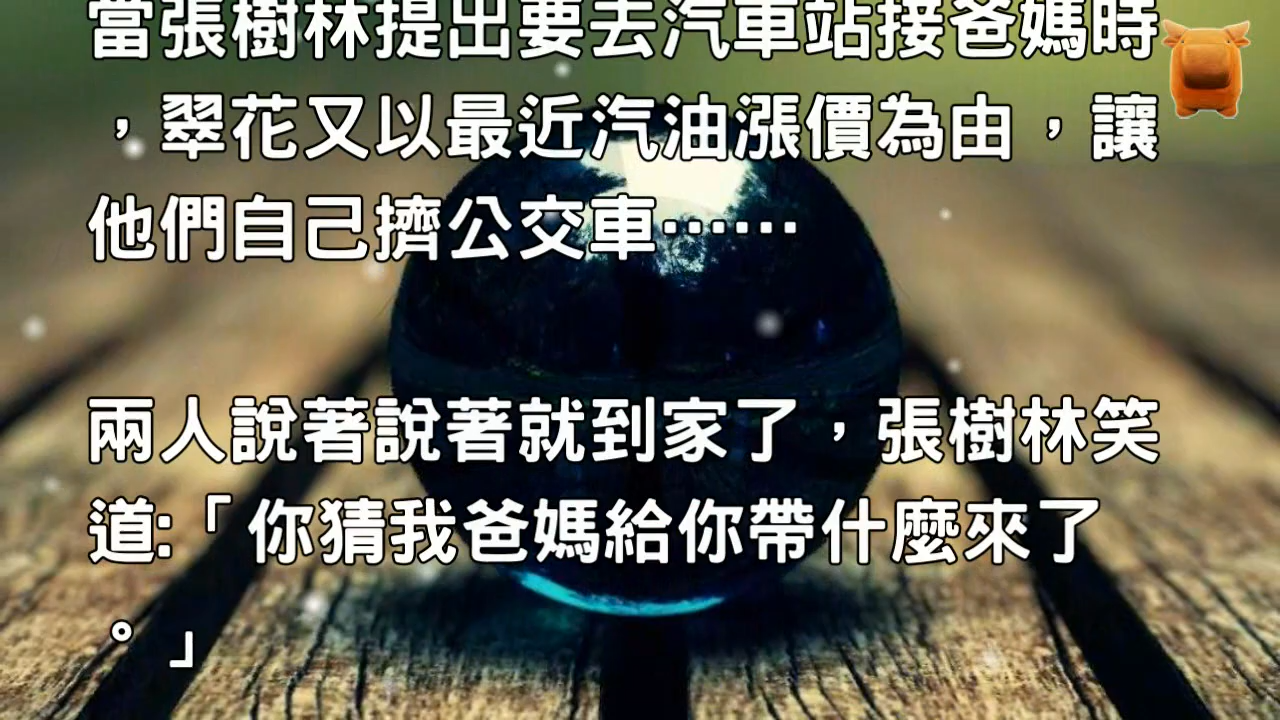 當張樹林提出要去汽車站接爸媽時
，翠花又以最近汽油漲價為由，讓
他們自己擠公交車⋯⋯
兩人說著說著就到家了，張樹林笑
道:「你猜我爸媽給你帶什麼來了
。」